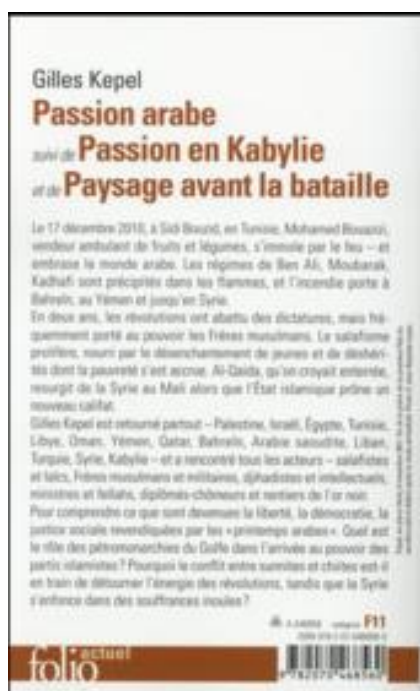 Gilles Kepel
Passion arabe
suivi de Passion en Kabylie
et de Paysage avant la bataille
Le 17 décembre 2010, à Sidi Bouzid, en Tunisie, Mohamed Bouazizi,
vendeur ambulant de fruits et légumes, s'immole par le feu – et
embrase le monde arabe. Les régimes de Ben Ali, Moubarak,
Kadhafi sont précipités dans les flammes, et l'incendie porte à
Bahreïn, au Yémen et jusqu'en Syrie.
En deux ans, les révolutions ont abattu des dictatures, mais fré-
quemment porté au pouvoir les Frères musulmans. Le salafisme
prolifère, nourri par le désenchantement de jeunes et de déshéri-
tés dont la pauvreté s'est accrue. Al-Qaida, qu'on croyait enterrée,
resurgit de la Syrie au Mali alors que l'État islamique prône un
nouveau califat.
Gilles Kepel est retourné partout – Palestine, Israël, Égypte, Tunisie,
Libye, Oman, Yémen, Qatar, Bahreïn, Arabie saoudite, Liban,
Turquie, Syrie, Kabylie – et a rencontré tous les acteurs – salafistes
et laïcs, Frères musulmans et militaires, djihadistes et intellectuels,
ministres et fellahs, diplômés-chômeurs et rentiers de l'or noir.
Pour comprendre ce que sont devenues la liberté, la démocratie, la
justice sociale revendiquées par les «printemps arabes». Quel est
le rôle des pétromonarchies du Golfe dans l'arrivée au pouvoir des
partis islamistes? Pourquoi le conflit entre sunnites et chiites est-il
en train de détourner l'énergie des révolutions, tandis que la Syrie
s'enfonce dans des souffrances inouïes?
F11
actuel
folio
9 782070 468560